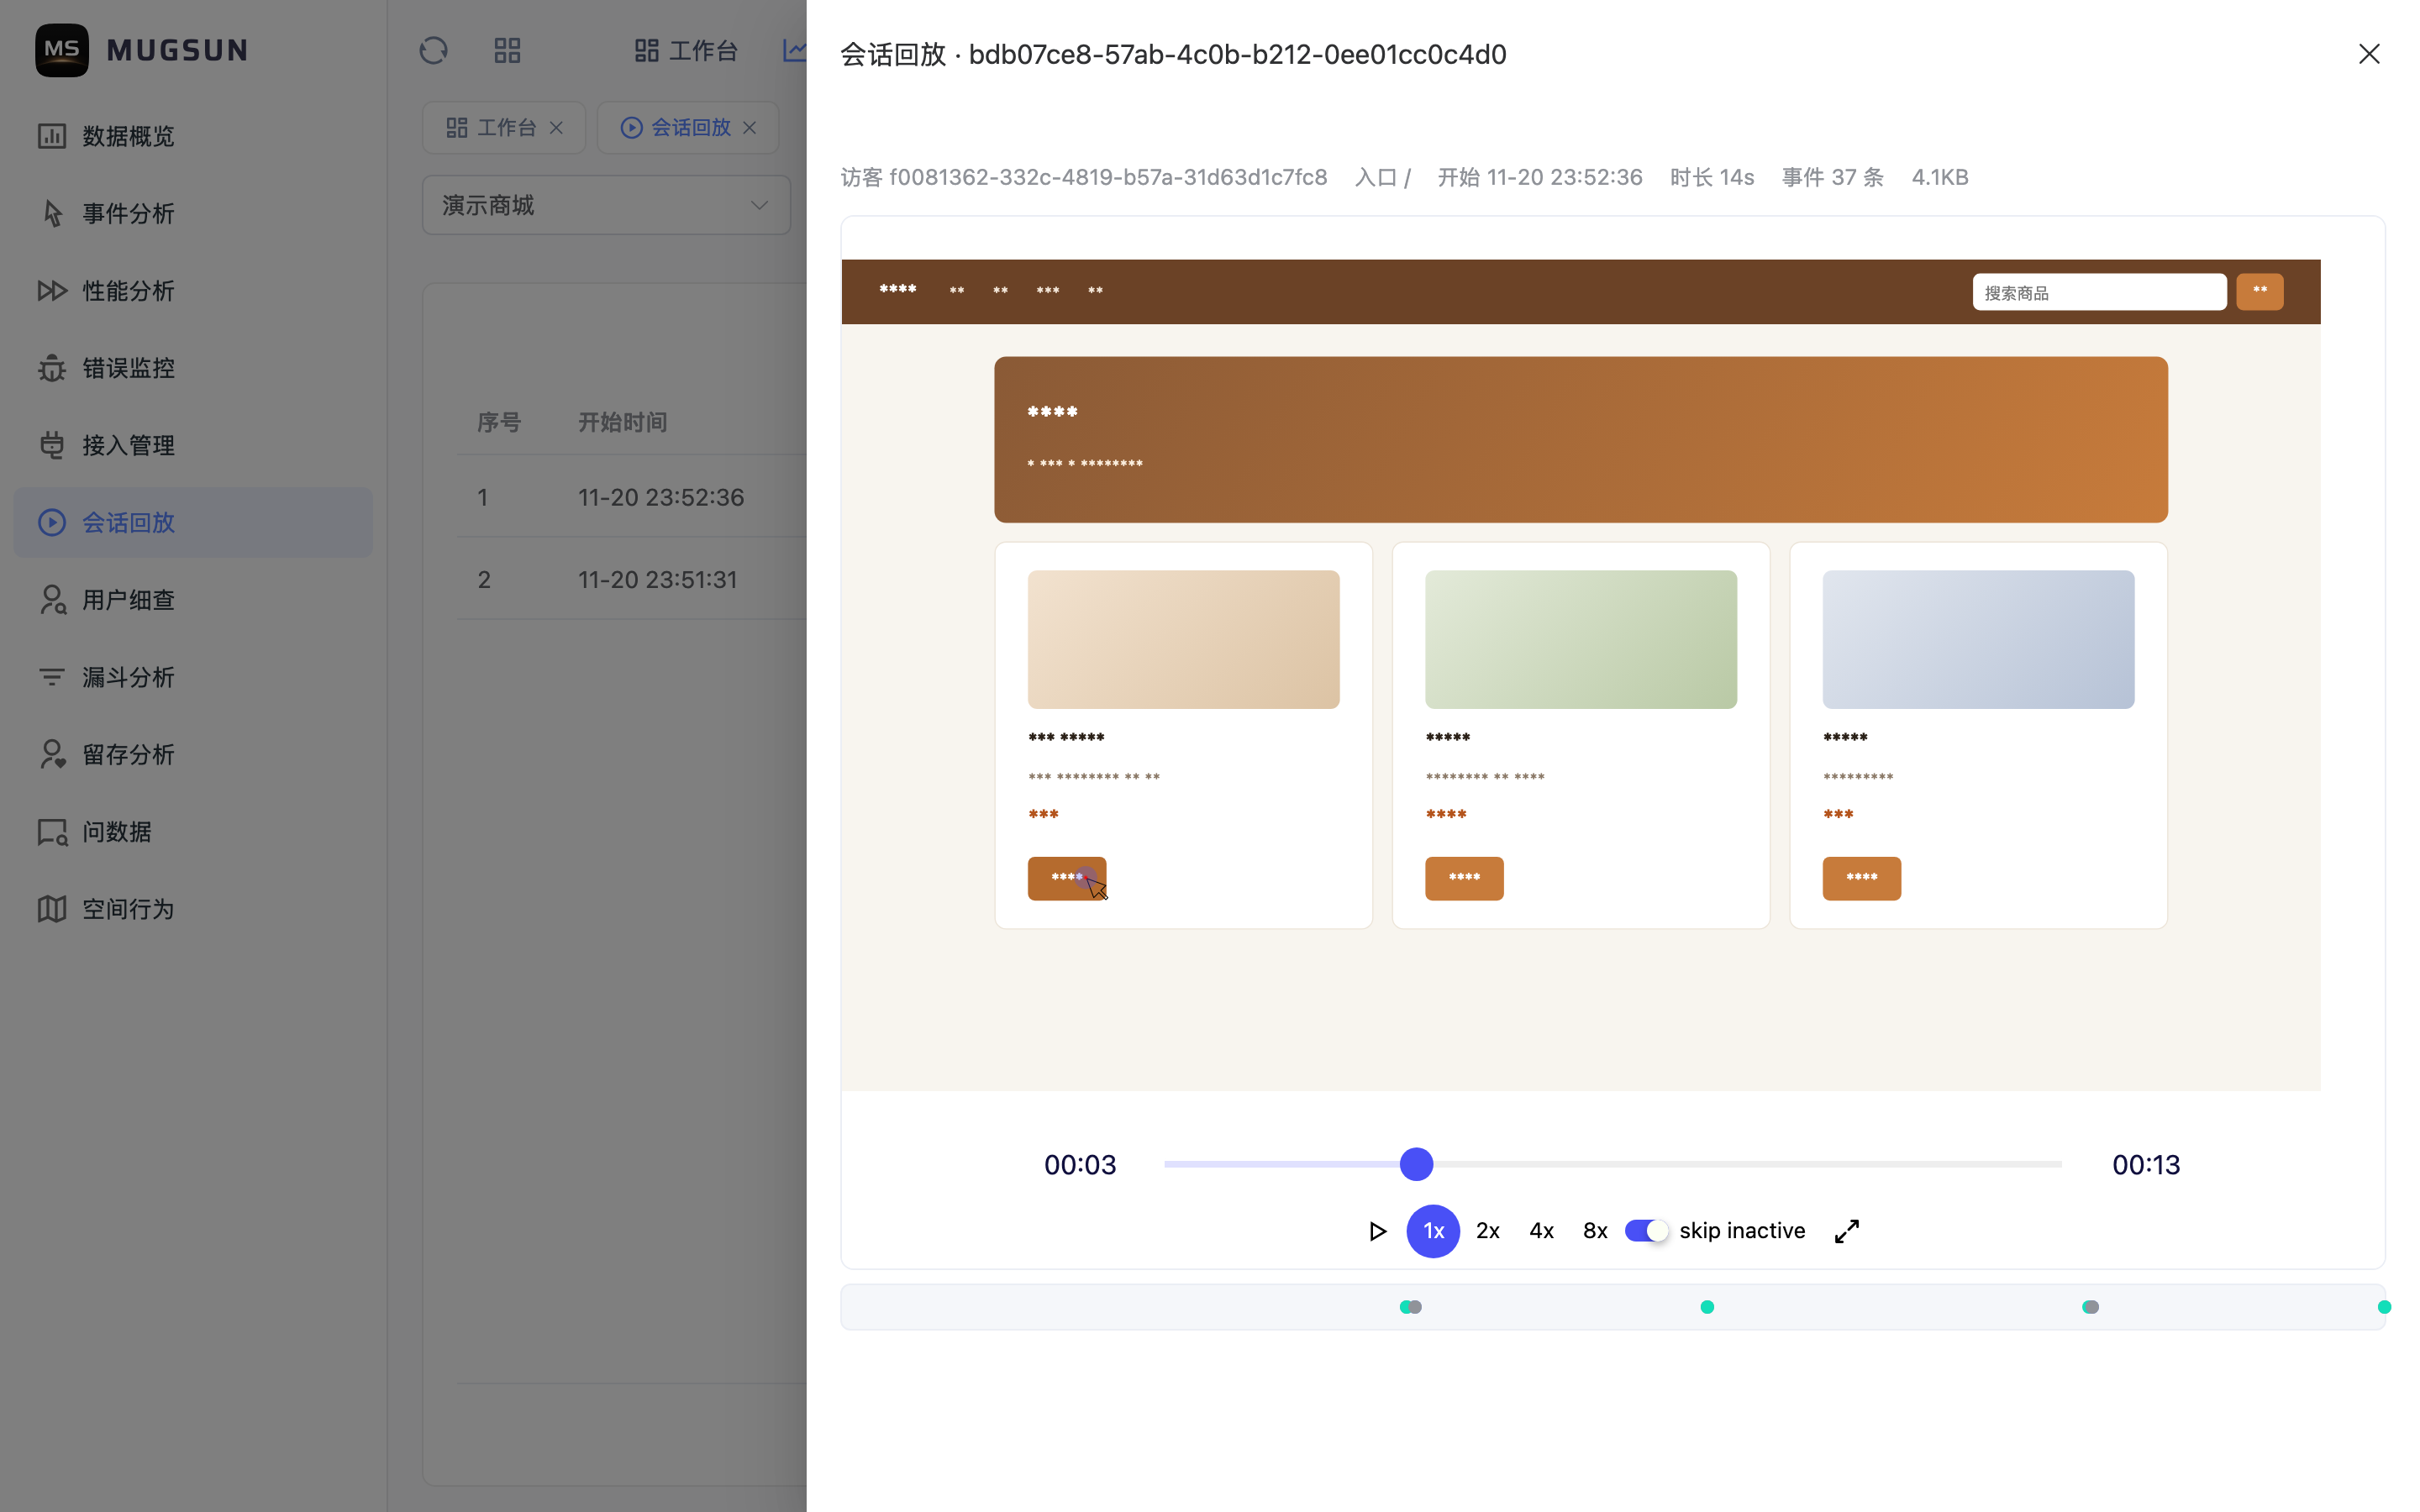 MS MUGSUN
数据概览
事件分析
性能分析
错误监控
接入管理
会话回放
用户细查
漏斗分析
留存分析
问数据
空间行为
工作台
工作台
会话回放
演示商城
序号 开始时间
1 11-20 23:52:36
2 11-20 23:51:31
会话回放 · bdb07ce8-57ab-4c0b-b212-0ee01cc0c4d0
访客 f0081362-332c-4819-b57a-31d63d1c7fc8 入口 / 开始 11-20 23:52:36 时长 14s 事件 37 条 4.1KB
**** ** ** *** ** 搜索商品 **
****
* *** * ********
*** ***** ***** *****
*** ******** ** ** ******** ** **** *********
*** **** ***
**** **** ****
00:03 00:13
1x 2x 4x 8x skip inactive